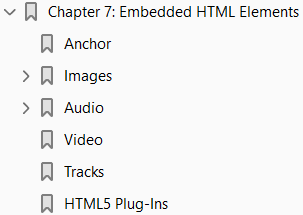 Chapter 7: Embedded HTML Elements
Anchor
Images
Audio
Video
Tracks
HTML5 Plug-Ins